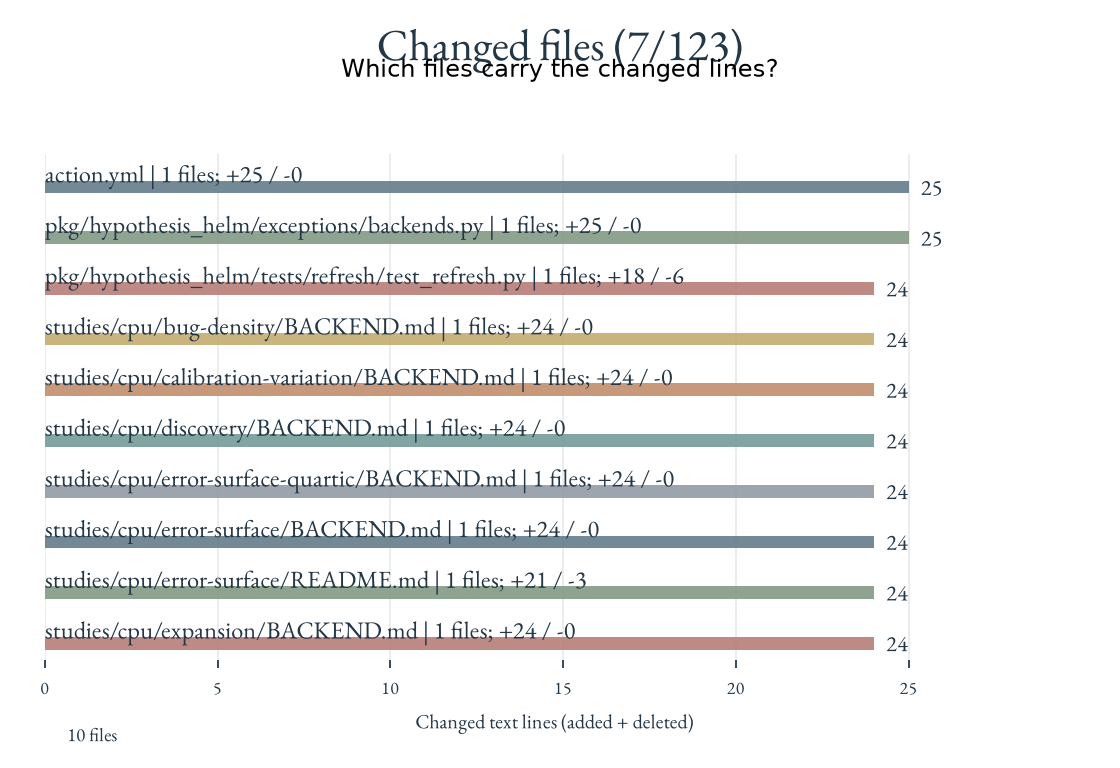 Changed files (7/123)
Which files carry the changed lines?
action.yml | 1 files; +25 / -0
25
pkg/hypothesis_helm/exceptions/backends.py | 1 files; +25 / -0
25
pkg/hypothesis_helm/tests/refresh/test_refresh.py | 1 files; +18 / -6
24
studies/cpu/bug-density/BACKEND.md | 1 files; +24 / -0
24
studies/cpu/calibration-variation/BACKEND.md | 1 files; +24 / -0
24
studies/cpu/discovery/BACKEND.md | 1 files; +24 / -0
24
studies/cpu/error-surface-quartic/BACKEND.md | 1 files; +24 / -0
24
studies/cpu/error-surface/BACKEND.md | 1 files; +24 / -0
24
studies/cpu/error-surface/README.md | 1 files; +21 / -3
24
studies/cpu/expansion/BACKEND.md | 1 files; +24 / -0
24
0 5 10 15 20 25
Changed text lines (added + deleted)
10 files